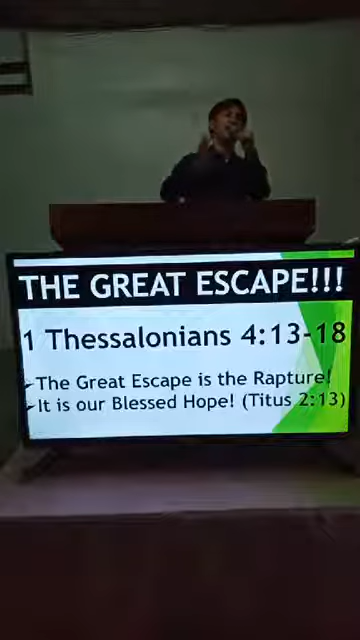 THE GREAT ESCAPE!!!
1 Thessalonians 4:13-18
➢The Great Escape is the Rapture!
➢It is our Blessed Hope! (Titus 2:13)